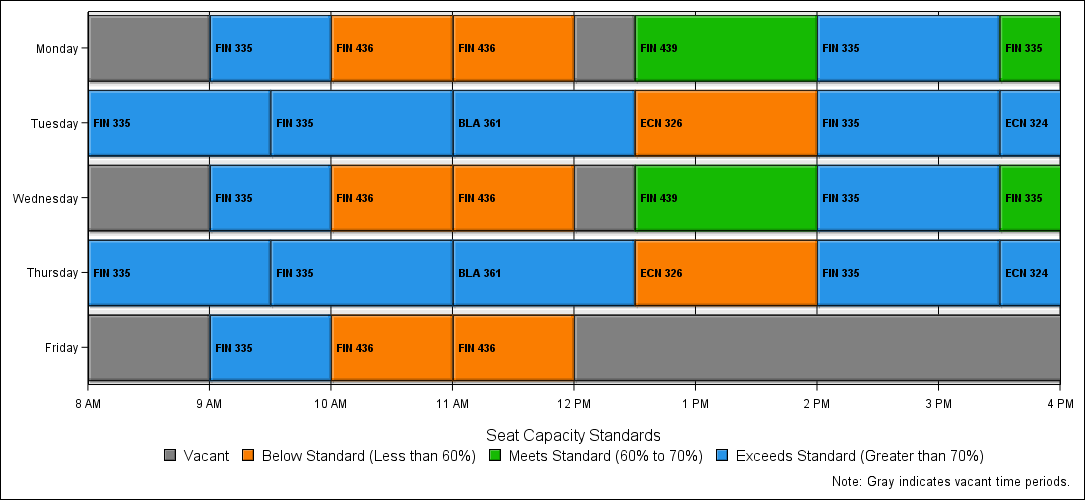 Monday FIN 335 FIN 436 FIN 436 FIN 439 FIN 335 FIN 335
Tuesday FIN 335 FIN 335 BLA 361 ECN 326 FIN 335 ECN 324
Wednesday FIN 335 FIN 436 FIN 436 FIN 439 FIN 335 FIN 335
Thursday FIN 335 FIN 335 BLA 361 ECN 326 FIN 335 ECN 324
Friday FIN 335 FIN 436 FIN 436
8 AM 9 AM 10 AM 11 AM 12 PM 1 PM 2 PM 3 PM 4 PM
Seat Capacity Standards
Vacant Below Standard (Less than 60%) Meets Standard (60% to 70%) Exceeds Standard (Greater than 70%)
Note: Gray indicates vacant time periods.